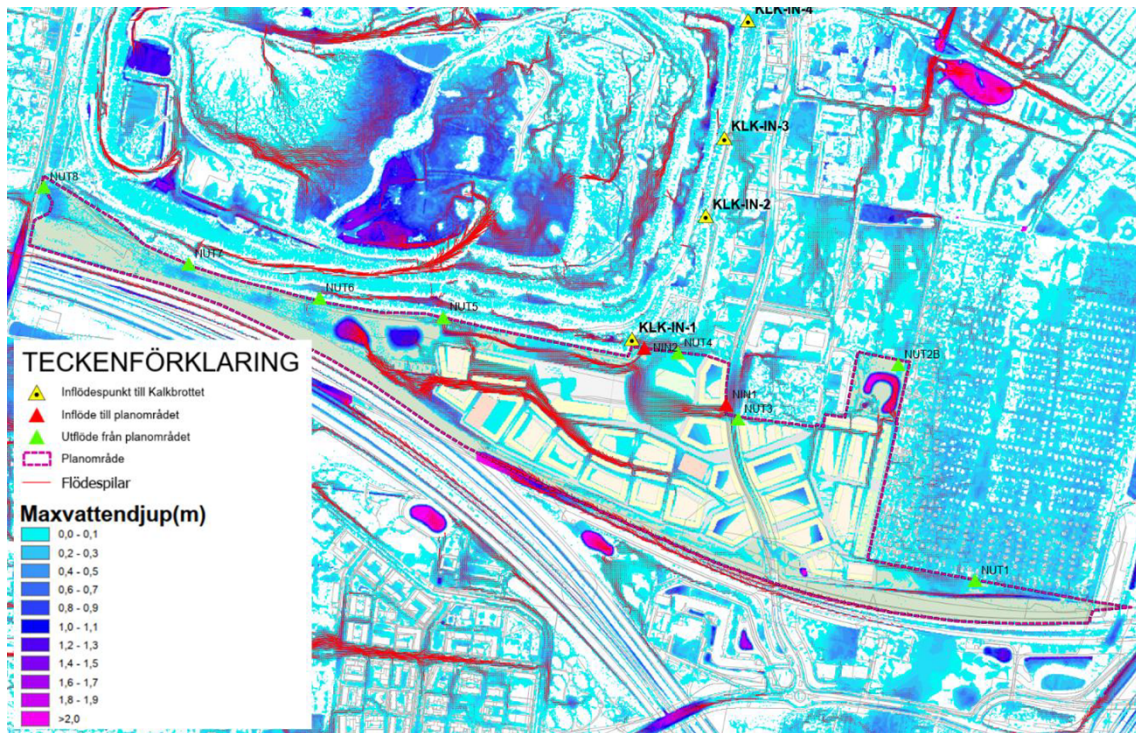 KLK-IN-4
KLK-IN-3
NUT8
KLK-IN-2
NUT7
NUT6
NUT5
KLK-IN-1
NIN2
NUT4
NUT2B
NIN1
NUT3
NUT1
TECKENFÖRKLARING
Inflödespunkt till Kalkbrottet
Inflöde till planområdet
Utflöde från planområdet
Planområde
Flödespilar
Maxvattendjup(m)
0,0 - 0,1
0,2 - 0,3
0,4 - 0,5
0,6 - 0,7
0,8 - 0,9
1,0 - 1,1
1,2 - 1,3
1,4 - 1,5
1,6 - 1,7
1,8 - 1,9
>2,0